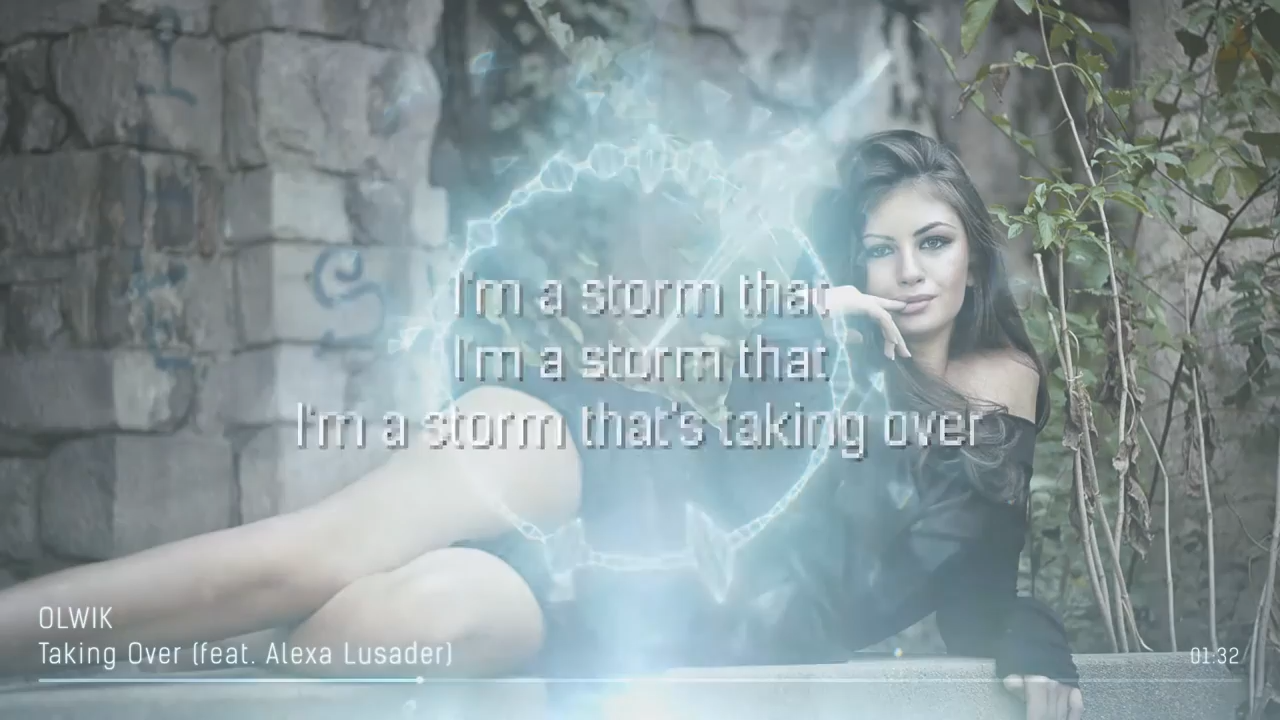 I'm a storm that
I'm a storm that
I'm a storm that's taking over
OLWIK
Taking Over (feat. Alexa Lusader)
01:32